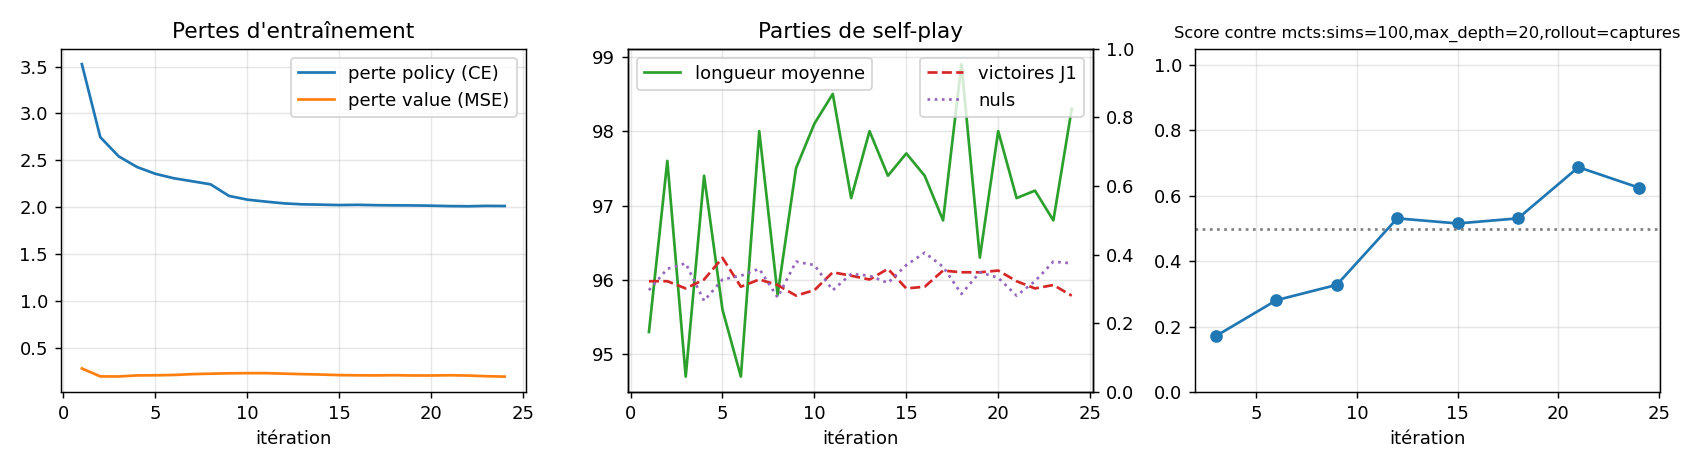 Pertes d'entraînement
perte policy (CE)
perte value (MSE)
3.5
3.0
2.5
2.0
1.5
1.0
0.5
0 5 10 15 20 25
itération
Parties de self-play
longueur moyenne
victoires J1
nuls
99
98
97
96
95
1.0
0.8
0.6
0.4
0.2
0.0
0 5 10 15 20 25
itération
Score contre mcts:sims=100,max_depth=20,rollout=captures
1.0
0.8
0.6
0.4
0.2
0.0
5 10 15 20 25
itération